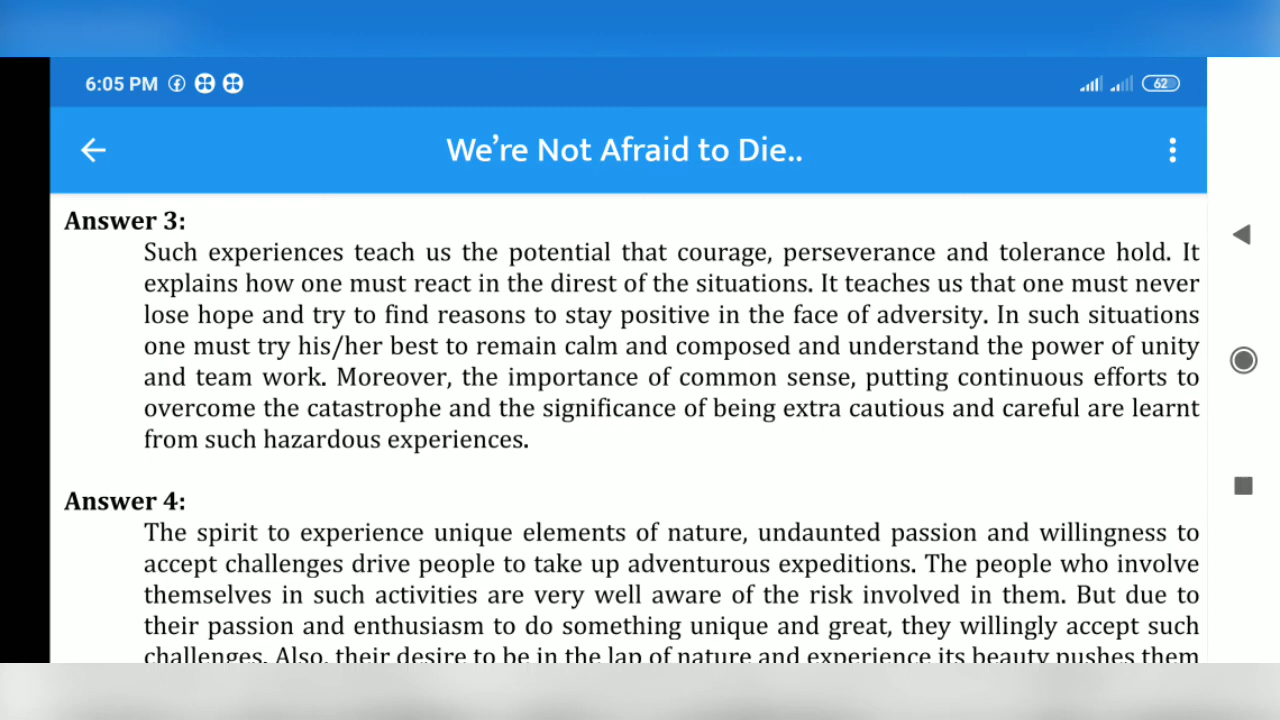 6:05 PM
62
We're Not Afraid to Die..
Answer 3:
Such experiences teach us the potential that courage, perseverance and tolerance hold. It
explains how one must react in the direst of the situations. It teaches us that one must never
lose hope and try to find reasons to stay positive in the face of adversity. In such situations
one must try his/her best to remain calm and composed and understand the power of unity
and team work. Moreover, the importance of common sense, putting continuous efforts to
overcome the catastrophe and the significance of being extra cautious and careful are learnt
from such hazardous experiences.
Answer 4:
The spirit to experience unique elements of nature, undaunted passion and willingness to
accept challenges drive people to take up adventurous expeditions. The people who involve
themselves in such activities are very well aware of the risk involved in them. But due to
their passion and enthusiasm to do something unique and great, they willingly accept such
challenges. Also, their desire to be in the lap of nature and experience its beauty pushes them